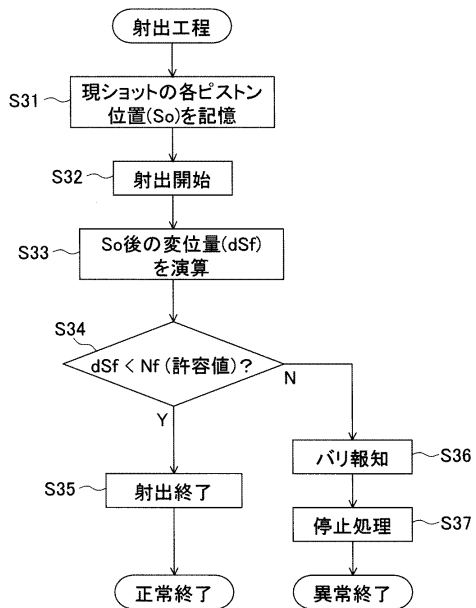 射出工程
S31
現ショットの各ピストン
位置(So)を記憶
S32
射出開始
S33
So後の変位量(dSf)
を演算
S34
dSf < Nf (許容値)?
N
Y
バリ報知
S36
S35
射出終了
停止処理
S37
正常終了
異常終了